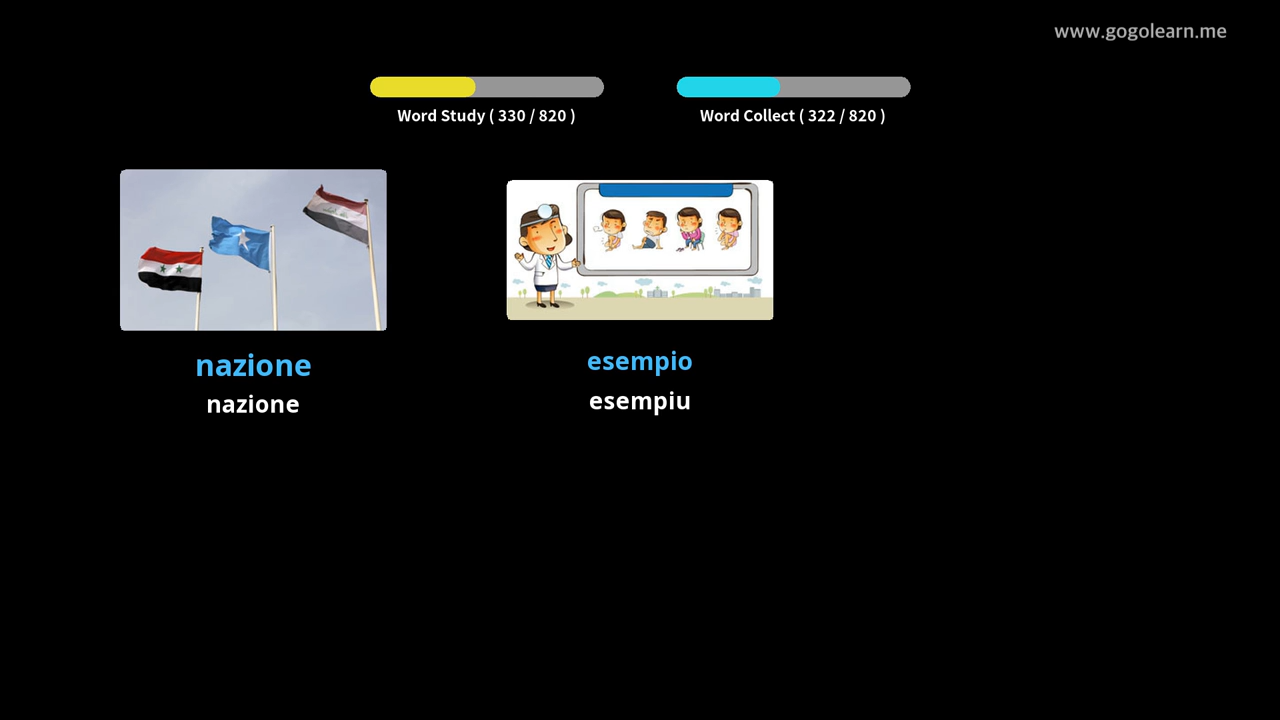 www.gogolearn.me
Word Study ( 330 / 820 )
Word Collect ( 322 / 820 )
nazione
nazione
esempio
esempiu